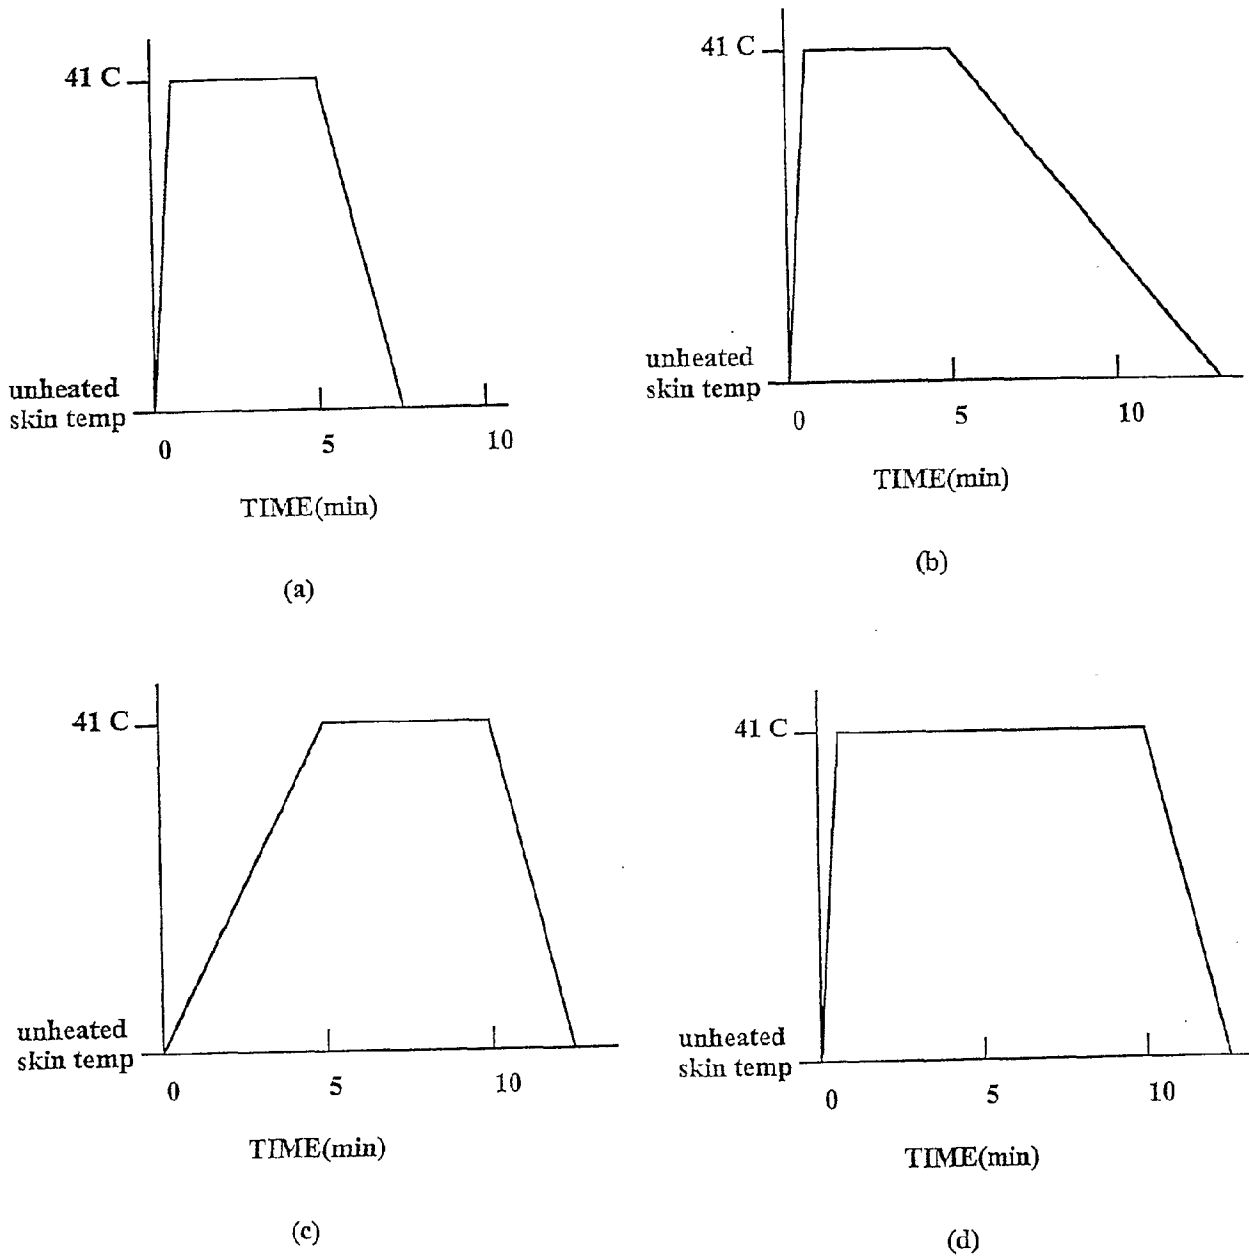 41 C
unheated
skin temp
0
5
10
TIME(min)
(a)
41 C
unheated
skin temp
0
5
10
TIME(min)
(b)
41 C
unheated
skin temp
0
5
10
TIME(min)
(c)
41 C
unheated
skin temp
0
5
10
TIME(min)
(d)